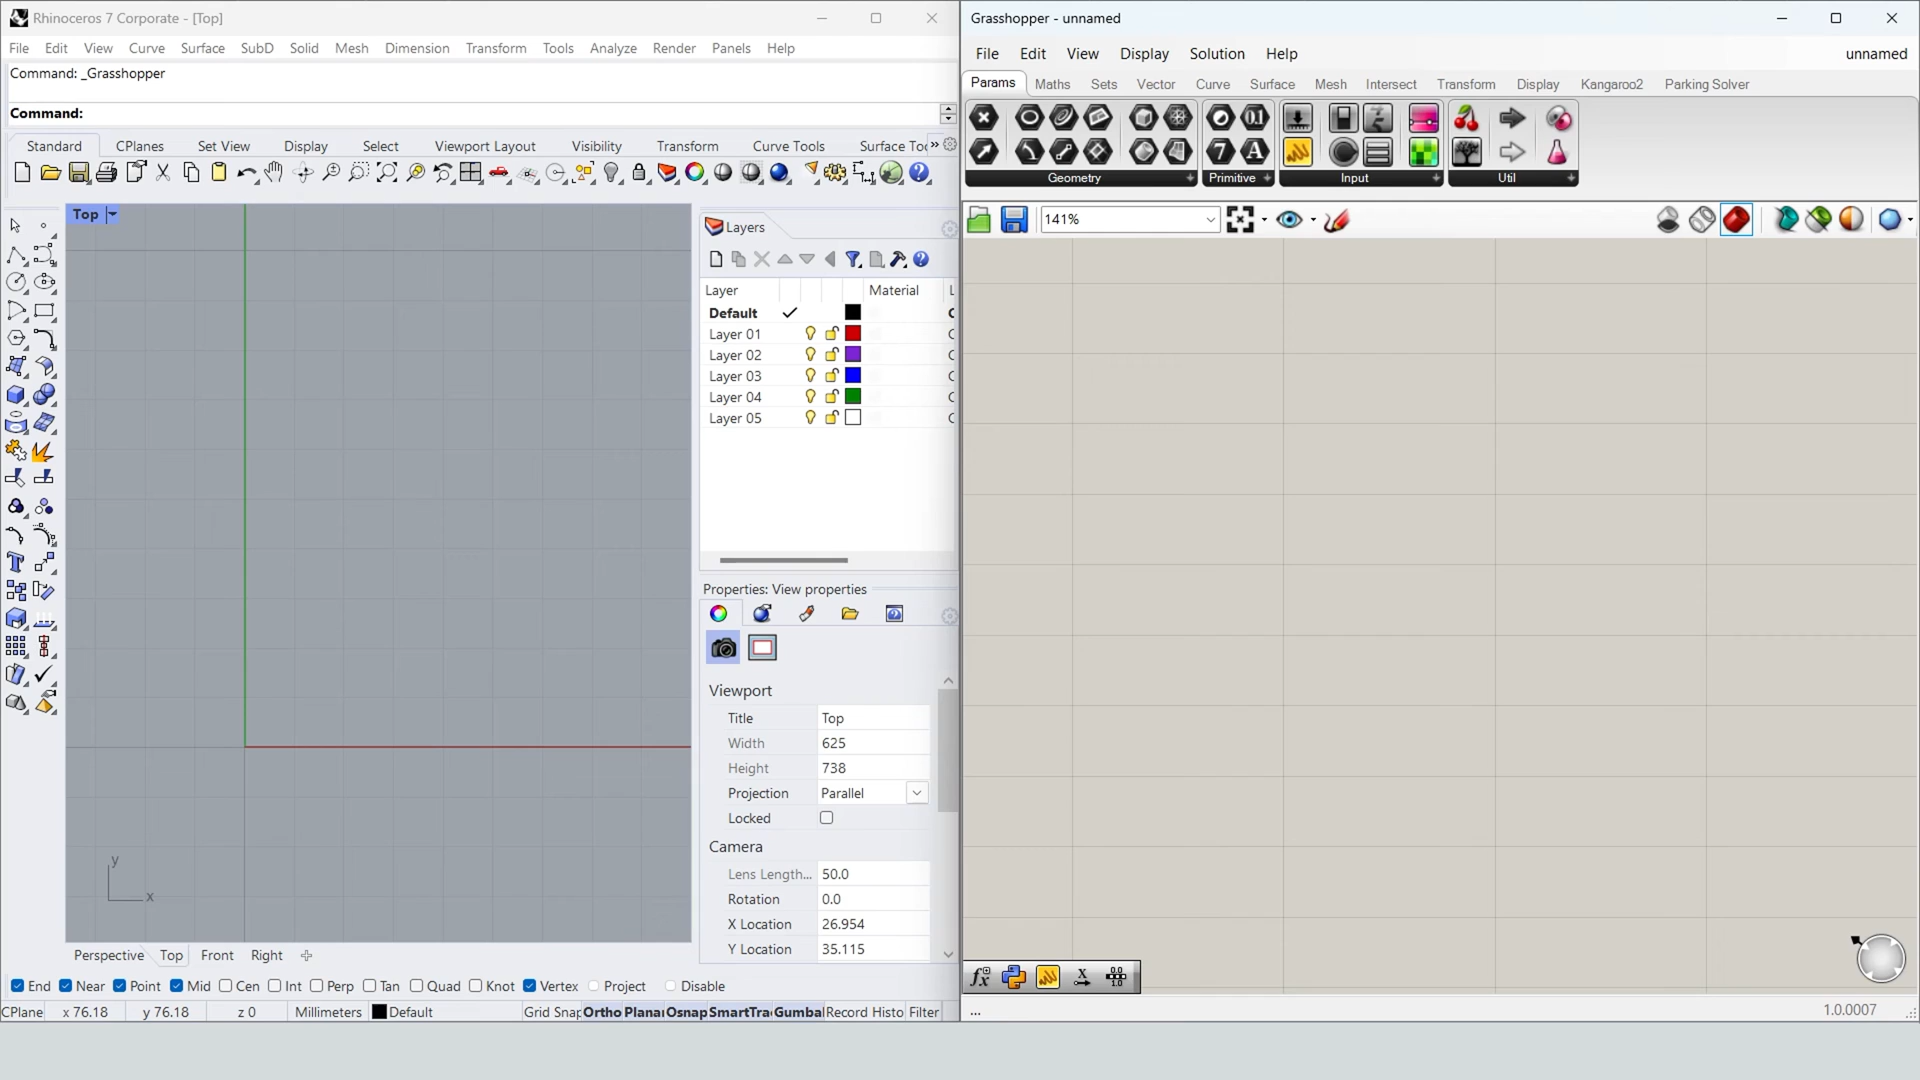 Rhinoceros 7 Corporate - [Top]
File Edit View Curve Surface SubD Solid Mesh Dimension Transform Tools Analyze Render Panels Help
Command: _Grasshopper
Command:
Standard CPlanes Set View Display Select Viewport Layout Visibility Transform Curve Tools Surface Too »
Top
Layers
Layer Material L
Default
Layer 01
Layer 02
Layer 03
Layer 04
Layer 05
Properties: View properties
Viewport
Title Top
Width 625
Height 738
Projection Parallel
Locked
Camera
Lens Length... 50.0
Rotation 0.0
X Location 26.954
Y Location 35.115
y
x
Perspective Top Front Right
End Near Point Mid Cen Int Perp Tan Quad Knot Vertex Project Disable
CPlane x 76.18 y 76.18 z 0 Millimeters Default Grid Snap Ortho Planar Osnap SmartTra Gumbal Record Histo Filter
Grasshopper - unnamed
File Edit View Display Solution Help unnamed
Params Maths Sets Vector Curve Surface Mesh Intersect Transform Display Kangaroo2 Parking Solver
Geometry Primitive Input Util
141%
... 1.0.0007